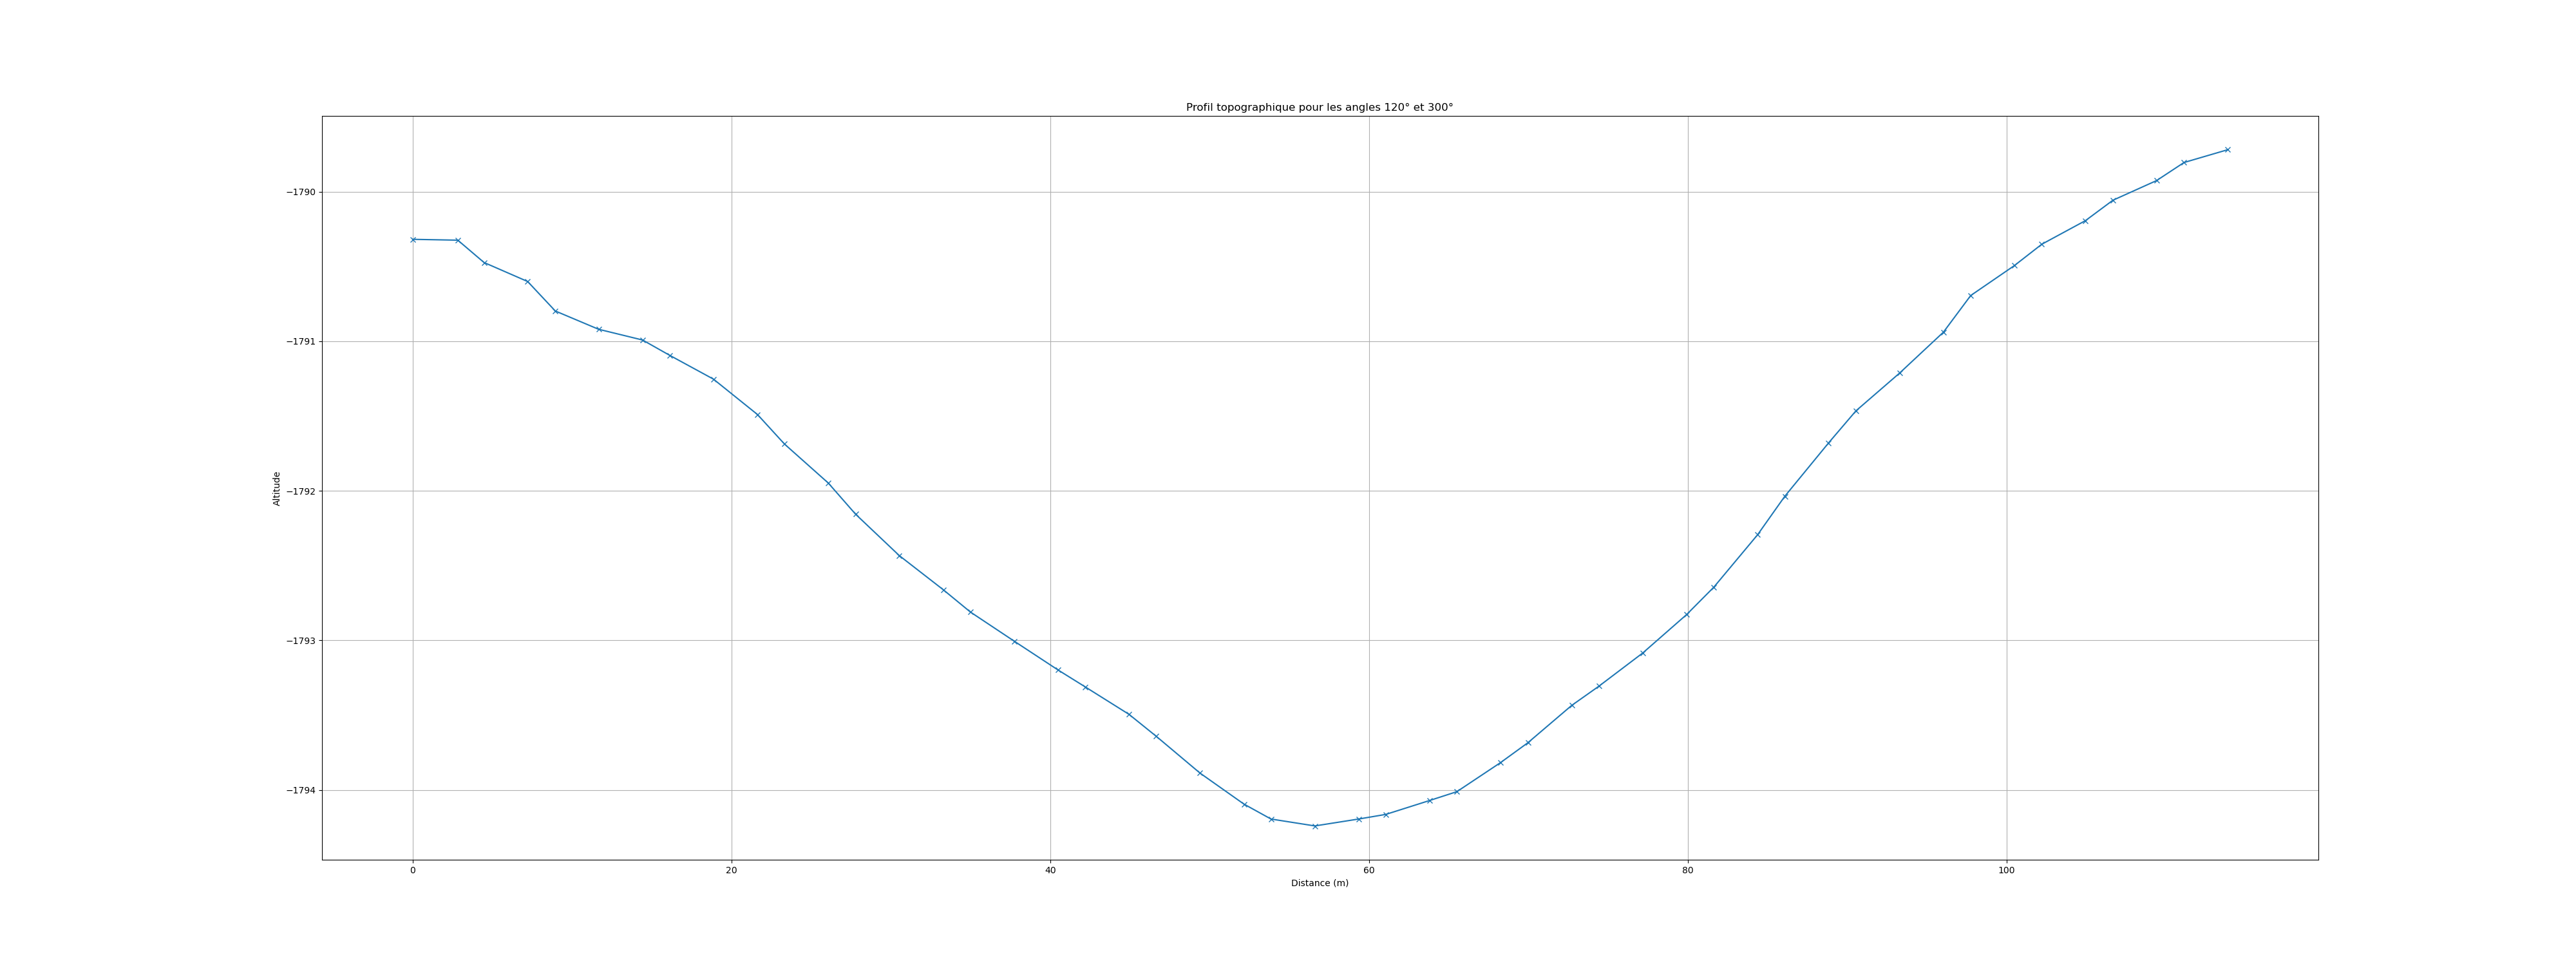 Profil topographique pour les angles 120° et 300°
Altitude
−1790
−1791
−1792
−1793
−1794
0 20 40 60 80 100
Distance (m)